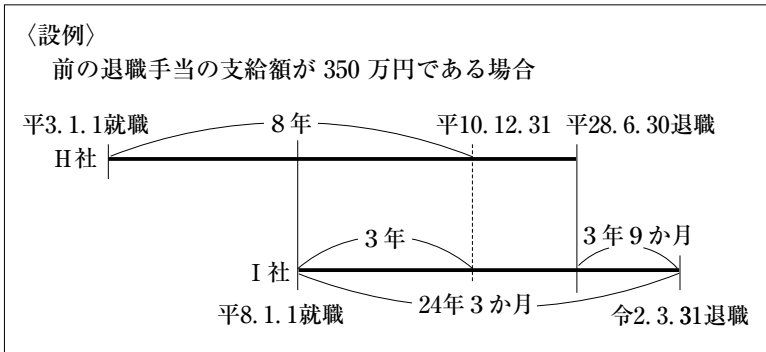 〈設例〉
前の退職手当の支給額が 350 万円である場合
平3.1.1就職 8年 平10.12.31 平28.6.30退職
H社
3年 3年9か月
I社
平8.1.1就職 24年3か月 令2.3.31退職